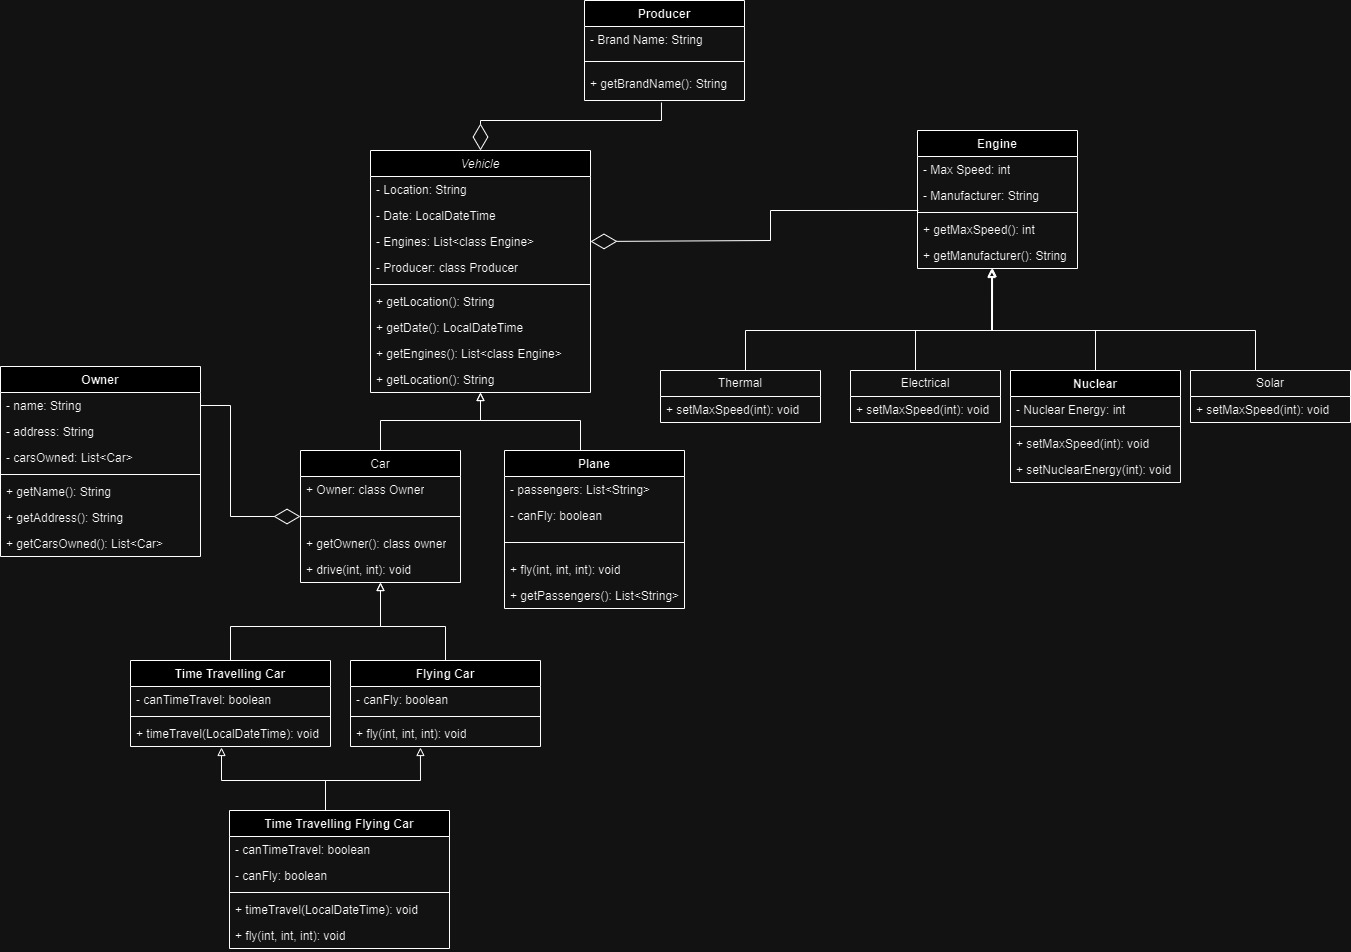 Producer
- Brand Name: String
+ getBrandName(): String
Vehicle
- Location: String
- Date: LocalDateTime
- Engines: List<class Engine>
- Producer: class Producer
+ getLocation(): String
+ getDate(): LocalDateTime
+ getEngines(): List<class Engine>
+ getLocation(): String
Engine
- Max Speed: int
- Manufacturer: String
+ getMaxSpeed(): int
+ getManufacturer(): String
Thermal
+ setMaxSpeed(int): void
Electrical
+ setMaxSpeed(int): void
Nuclear
- Nuclear Energy: int
+ setMaxSpeed(int): void
+ setNuclearEnergy(int): void
Solar
+ setMaxSpeed(int): void
Owner
- name: String
- address: String
- carsOwned: List<Car>
+ getName(): String
+ getAddress(): String
+ getCarsOwned(): List<Car>
Car
+ Owner: class Owner
+ getOwner(): class owner
+ drive(int, int): void
Plane
- passengers: List<String>
- canFly: boolean
+ fly(int, int, int): void
+ getPassengers(): List<String>
Time Travelling Car
- canTimeTravel: boolean
+ timeTravel(LocalDateTime): void
Flying Car
- canFly: boolean
+ fly(int, int, int): void
Time Travelling Flying Car
- canTimeTravel: boolean
- canFly: boolean
+ timeTravel(LocalDateTime): void
+ fly(int, int, int): void